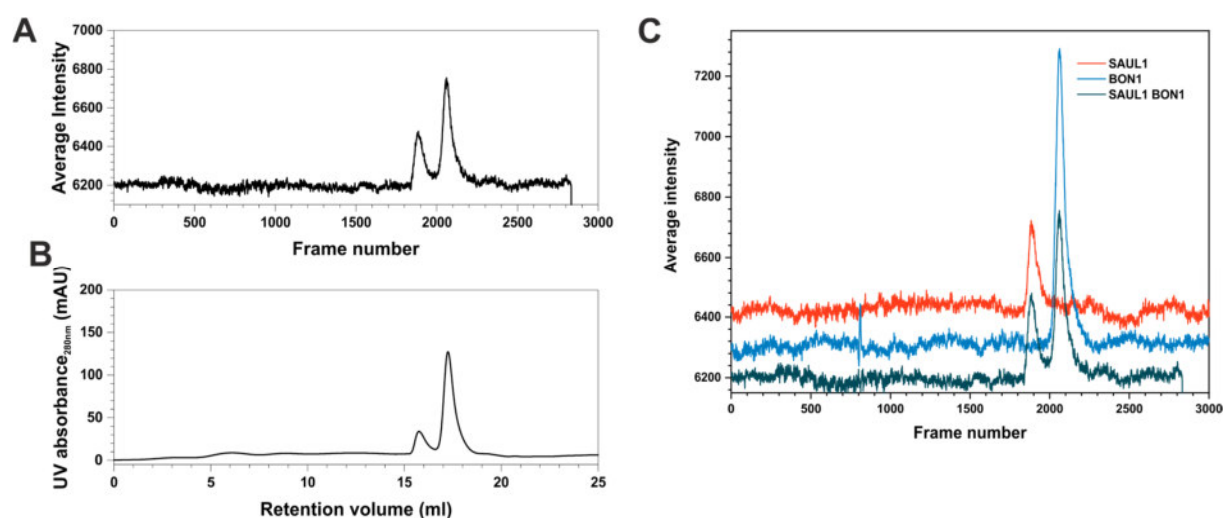 A
Average Intensity
7000
6800
6600
6400
6200
0 500 1000 1500 2000 2500 3000
Frame number
B
UV absorbance280nm (mAU)
200
150
100
50
0
0 5 10 15 20 25
Retention volume (ml)
C
Average intensity
7200
7000
6800
6600
6400
6200
SAUL1
BON1
SAUL1 BON1
0 500 1000 1500 2000 2500 3000
Frame number